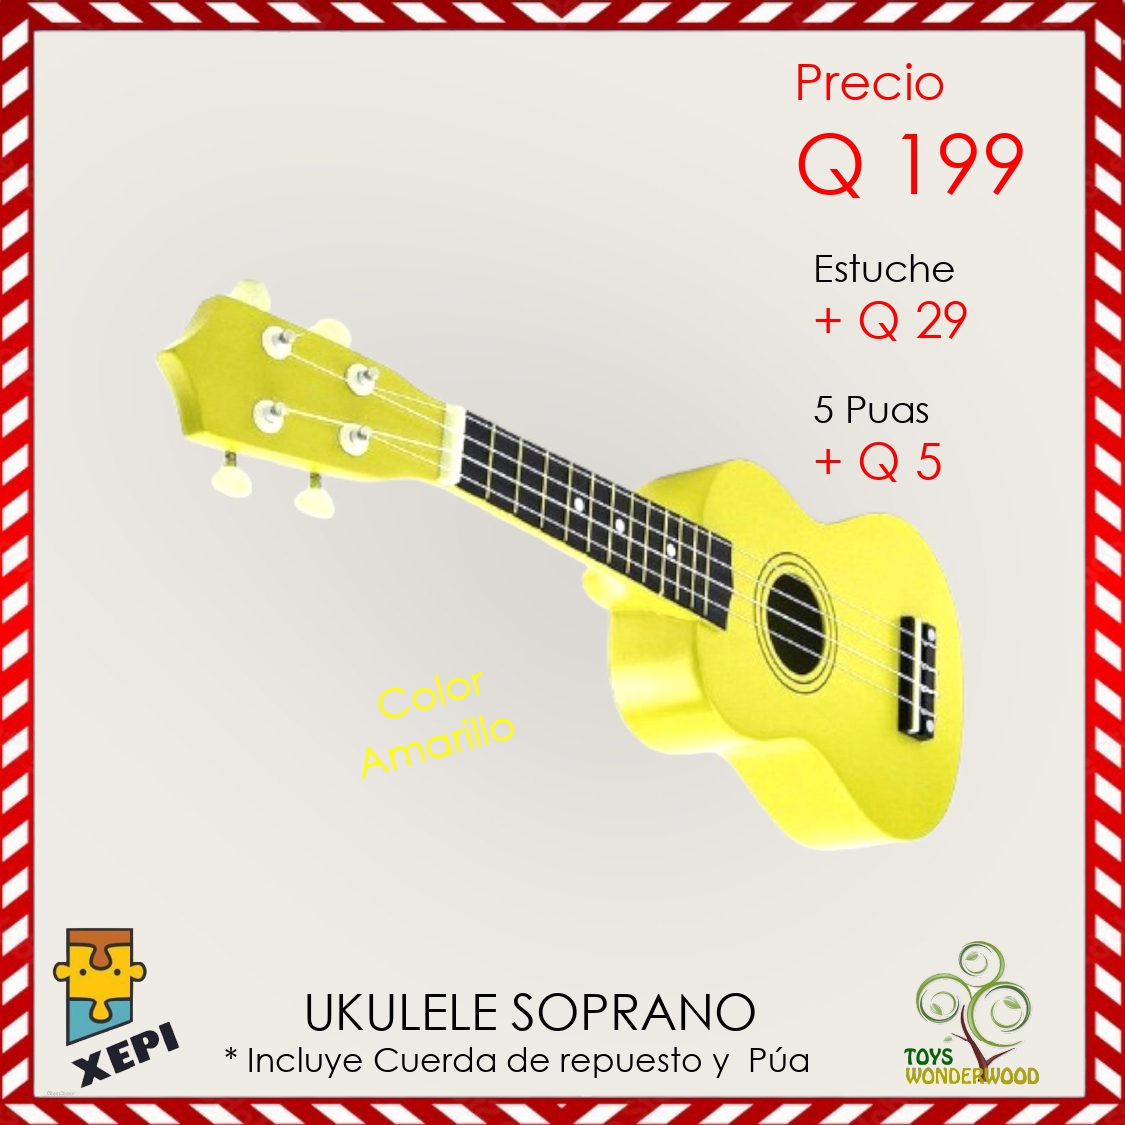 Precio
Q 199
Estuche
+ Q 29
5 Puas
+ Q 5
Color
Amarillo
UKULELE SOPRANO
* Incluye Cuerda de repuesto y Púa
XEPI
TOYS
WONDERWOOD